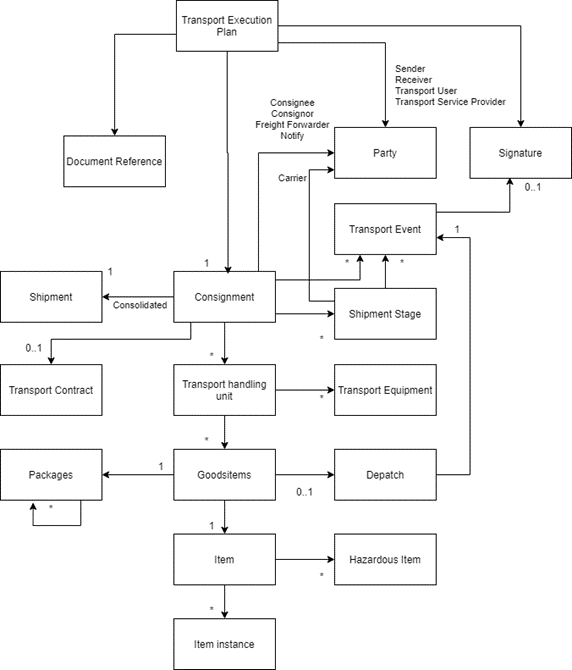 Transport Execution
Plan
Sender
Receiver
Transport User
Transport Service Provider
Consignee
Consignor
Freight Forwarder
Notify
Document Reference
Party
Signature
Carrier
0..1
Transport Event
1
1
1
*
*
Shipment
Consolidated
Consignment
Shipment Stage
*
0..1
*
Transport Contract
Transport handling
unit
Transport Equipment
*
*
Packages
1
Goodsitems
0..1
Depatch
*
1
Item
Hazardous Item
*
*
Item instance